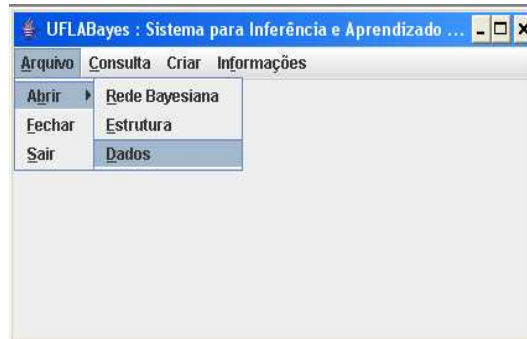 UFLABayes : Sistema para Inferência e Aprendizado ...
Arquivo Consulta Criar Informações
Abrir Rede Bayesiana
Fechar Estrutura
Sair Dados